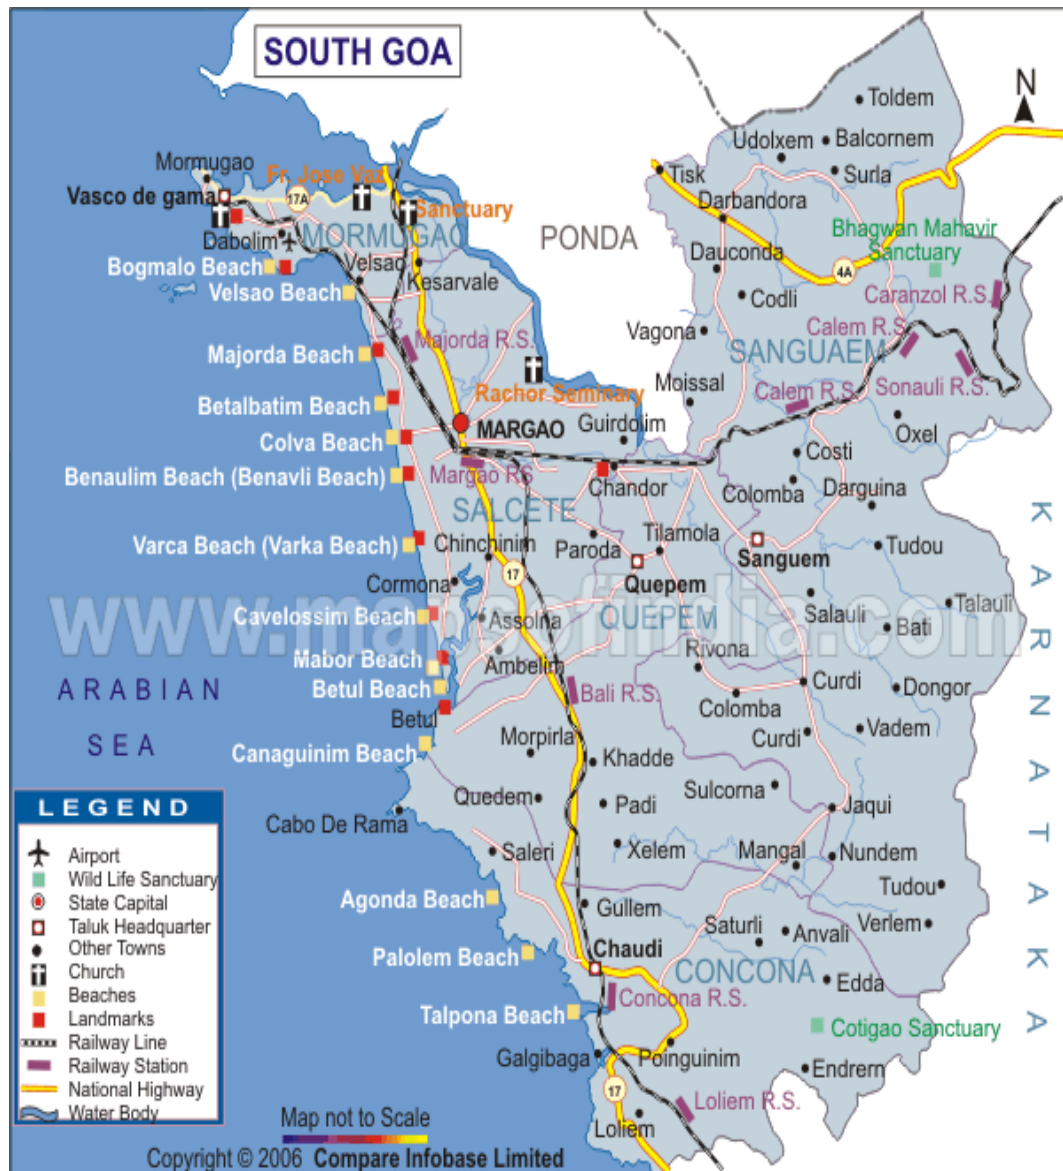 SOUTH GOA
N
Toldem
Udolxem
Balcornem
Mormugao
Fr. Jose Vaz
Tisk
Surla
Vasco de gama
17A
Sanctuary
Darbandora
Dabolim
MORMUGAO
PONDA
Bhagwan Mahavir
Sanctuary
Bogmalo Beach
Velsao
Kesarvale
Dauconda
4A
Velsao Beach
Codli
Caranzol R.S.
Majorda R.S.
Vagona
Calem R.S.
Majorda Beach
SANGUAEM
Moissal
Calem R.S.
Sonauli R.S.
Betalbatim Beach
Rachor Seminary
MARGAO
Guirdolim
Oxel
Colva Beach
Costi
Benaulim Beach (Benavli Beach)
Margao RS
Chandor
Colomba
Darguina
SALCETE
Varca Beach (Varka Beach)
Chinchinim
Paroda
Tilamola
Sanguem
Tudou
Cormona
17
Quepem
www.mapsofindia.com
Cavelossim Beach
Assolna
QUEPEM
Salauli
Talauli
Bati
Mabor Beach
Ambelim
Rivona
Betul Beach
Bali R.S.
Curdi
Dongor
ARABIAN
SEA
Betul
Colomba
Canaguinim Beach
Morpirla
Khadde
Curdi
Vadem
KARNATAKA
Cabo De Rama
Quedem
Padi
Sulcorna
Jaqui
Saleri
Xelem
Mangal
Nundem
Agonda Beach
Gullem
Tudou
Saturli
Anvali
Verlem
Palolem Beach
Chaudi
CONCONA
Edda
Talpona Beach
Concona R.S.
Cotigao Sanctuary
Galgibaga
Poinguinim
Endrern
17
Loliem R.S.
Loliem
LEGEND
Airport
Wild Life Sanctuary
State Capital
Taluk Headquarter
Other Towns
Church
Beaches
Landmarks
Railway Line
Railway Station
National Highway
Water Body
Map not to Scale
Copyright © 2006 Compare Infobase Limited